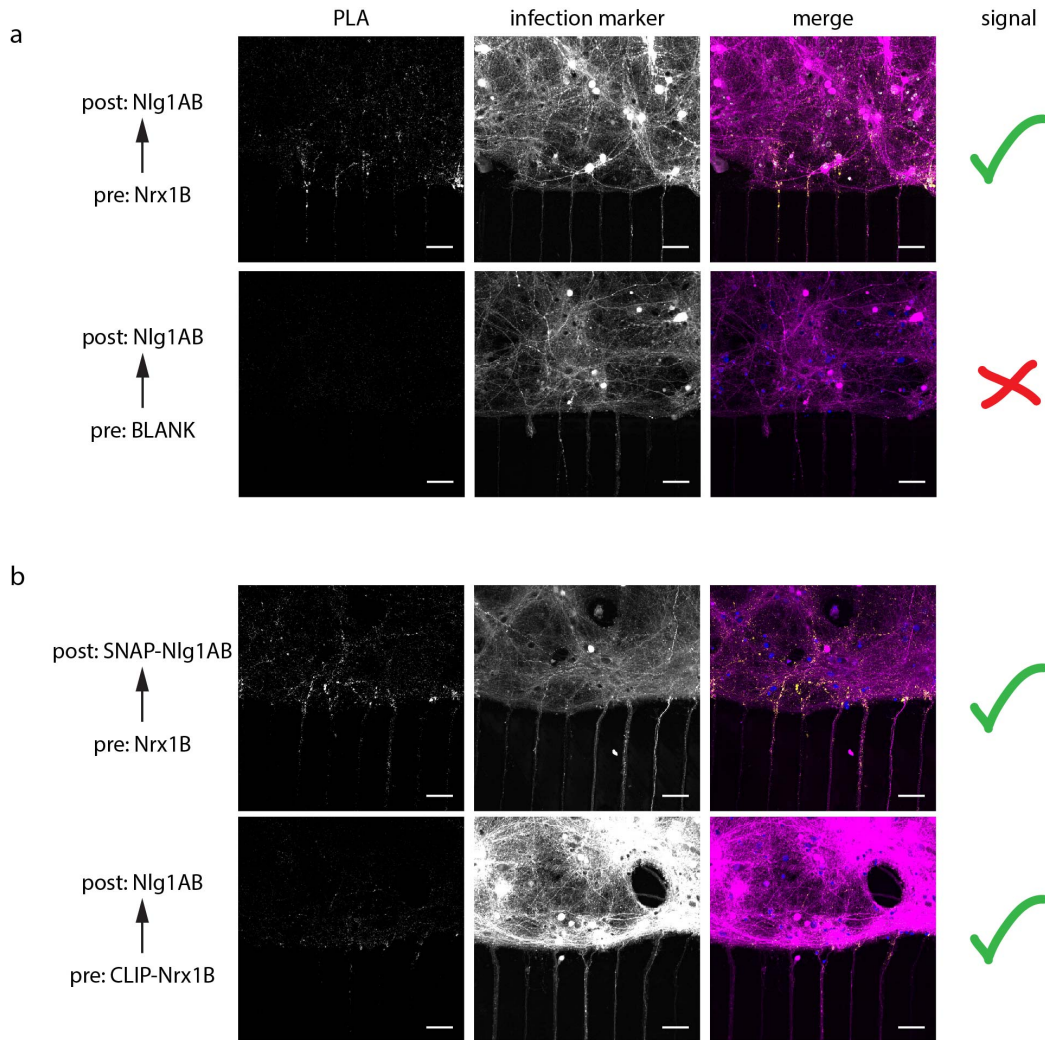 PLA infection marker merge signal
a
post: Nlg1AB
pre: Nrx1B
post: Nlg1AB
pre: BLANK
b
post: SNAP-Nlg1AB
pre: Nrx1B
post: Nlg1AB
pre: CLIP-Nrx1B